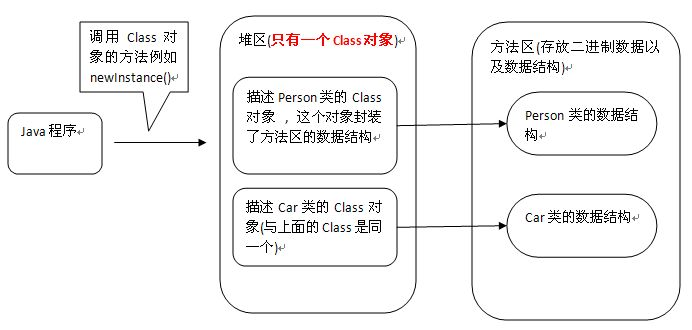 调用 Class 对
象的方法例如
newInstance()
Java 程序
堆区(只有一个 Class 对象)
描述 Person 类的 Class
对象 ，这个对象封装
了方法区的数据结构
描述 Car 类的 Class 对
象(与上面的 Class 是同
一个)
方法区(存放二进制数据以
及数据结构)
Person 类的数据结
构
Car 类的数据结构